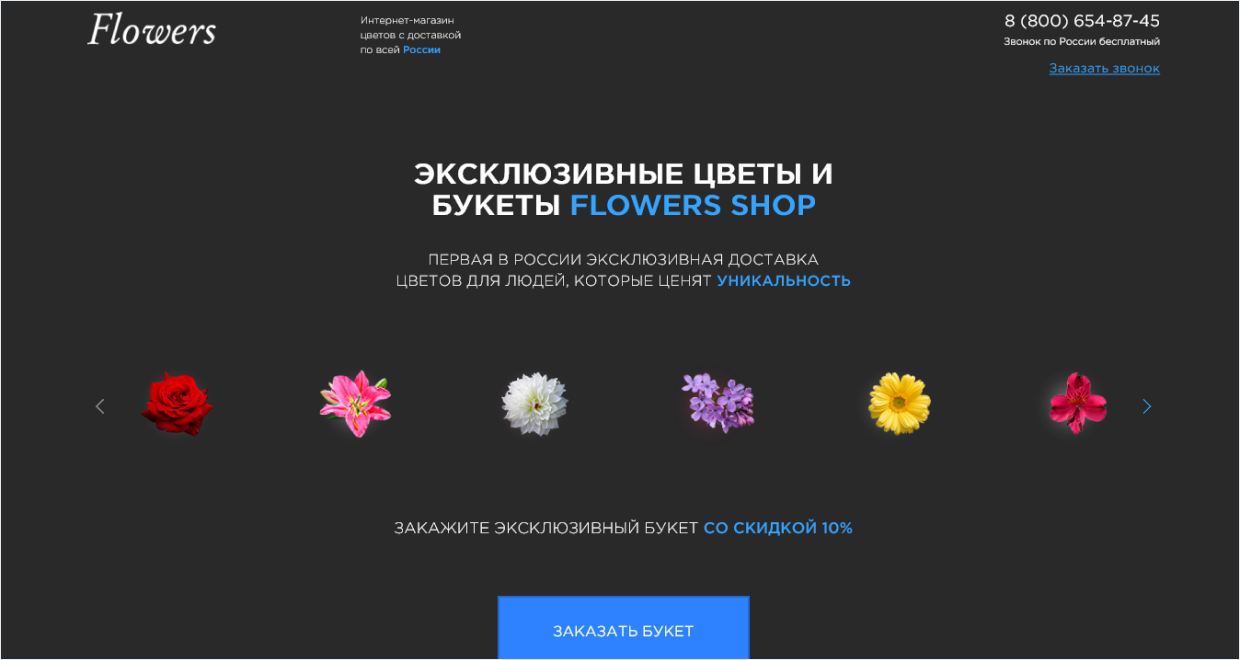 Flowers
Интернет-магазин
цветов с доставкой
по всей России
8 (800) 654-87-45
Звонок по России бесплатный
Заказать звонок
ЭКСКЛЮЗИВНЫЕ ЦВЕТЫ И
БУКЕТЫ FLOWERS SHOP
ПЕРВАЯ В РОССИИ ЭКСКЛЮЗИВНАЯ ДОСТАВКА
ЦВЕТОВ ДЛЯ ЛЮДЕЙ, КОТОРЫЕ ЦЕНЯТ УНИКАЛЬНОСТЬ
ЗАКАЖИТЕ ЭКСКЛЮЗИВНЫЙ БУКЕТ СО СКИДКОЙ 10%
ЗАКАЗАТЬ БУКЕТ